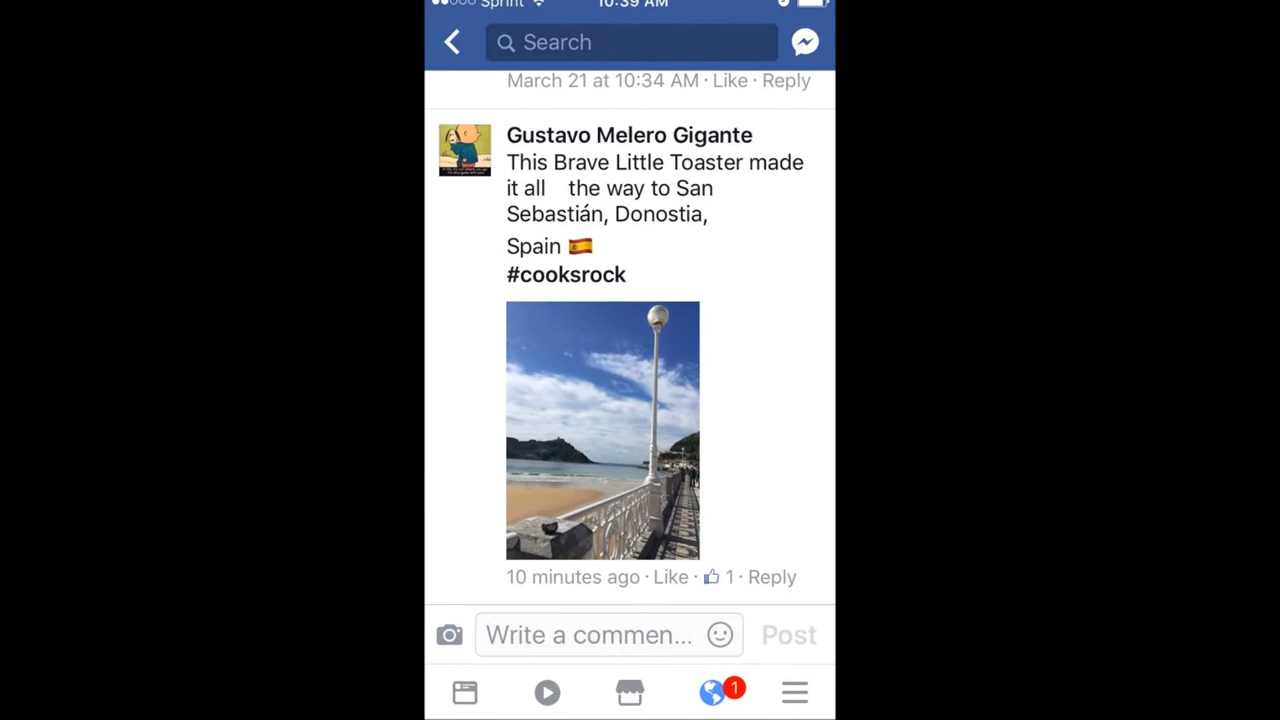 Sprint
10:39 AM
Search
March 21 at 10:34 AM · Like · Reply
Gustavo Melero Gigante
This Brave Little Toaster made
it all the way to San
Sebastián, Donostia,
Spain 🇪🇸
#cooksrock
10 minutes ago · Like · 1 · Reply
Write a commen...
Post
1